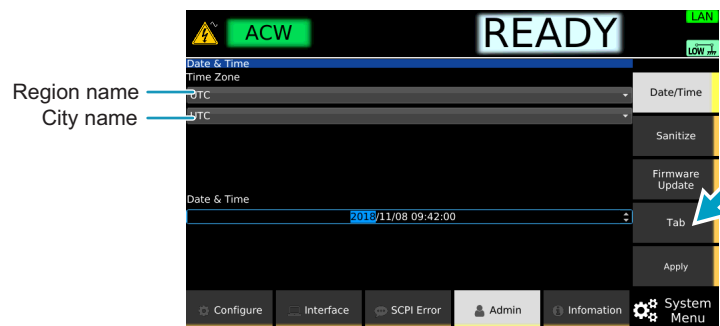 LAN
ACW
READY
LOW
Date & Time
Time Zone
Region name
UTC
Date/Time
City name
UTC
Sanitize
Firmware
Update
Date & Time
2018/11/08 09:42:00
Tab
Apply
Configure
Interface
SCPI Error
Admin
Infomation
System
Menu